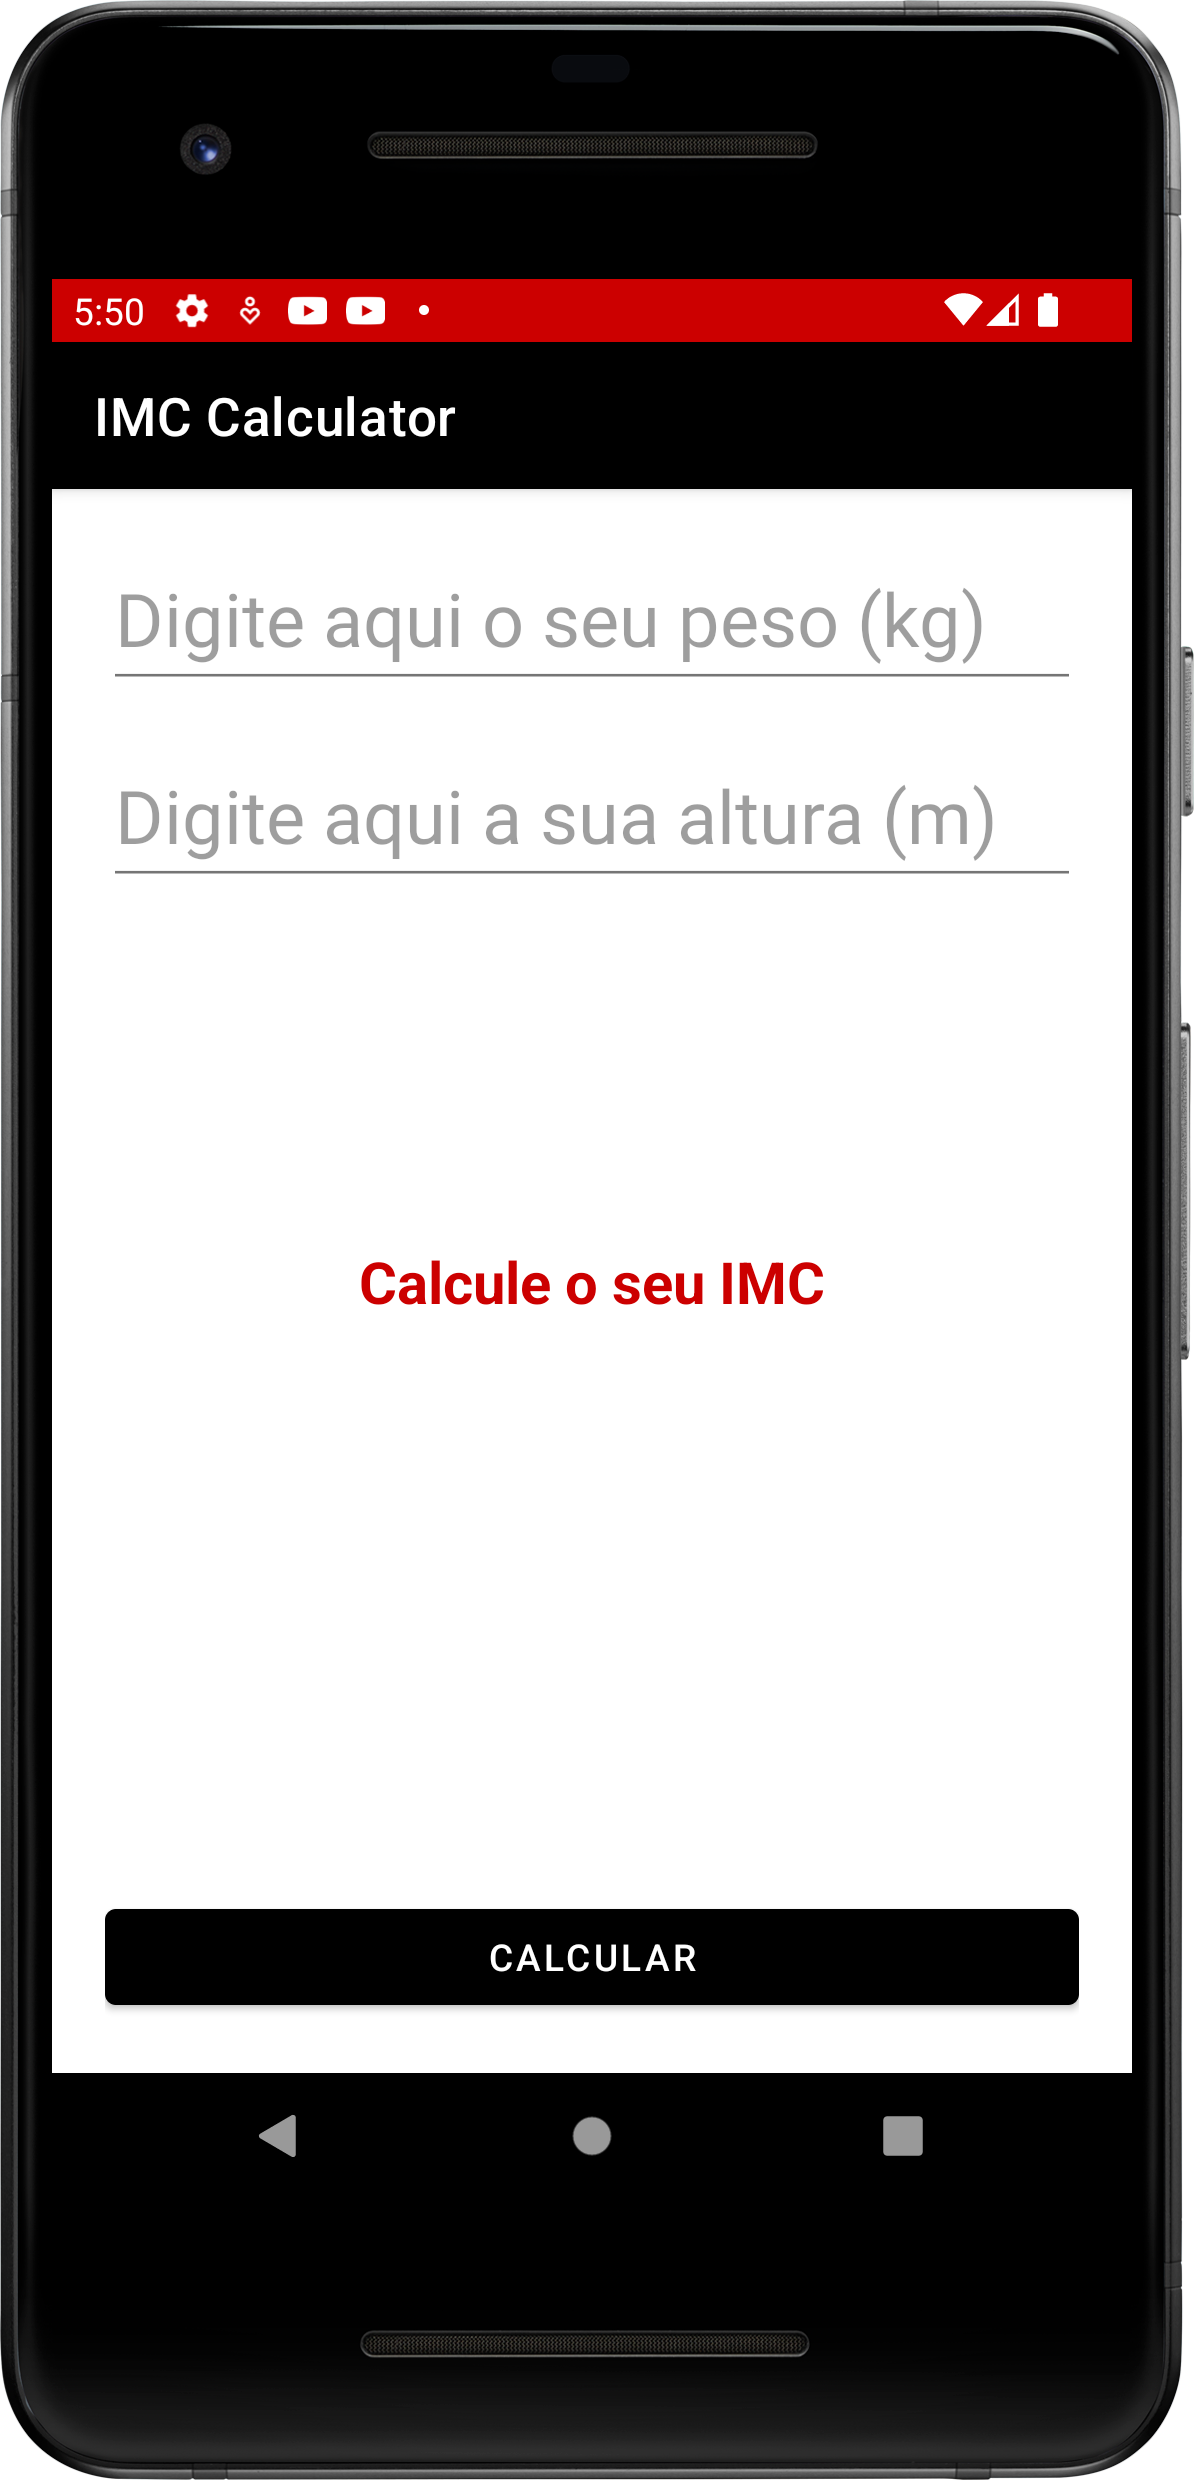 5:50
IMC Calculator
Digite aqui o seu peso (kg)
Digite aqui a sua altura (m)
Calcule o seu IMC
CALCULAR